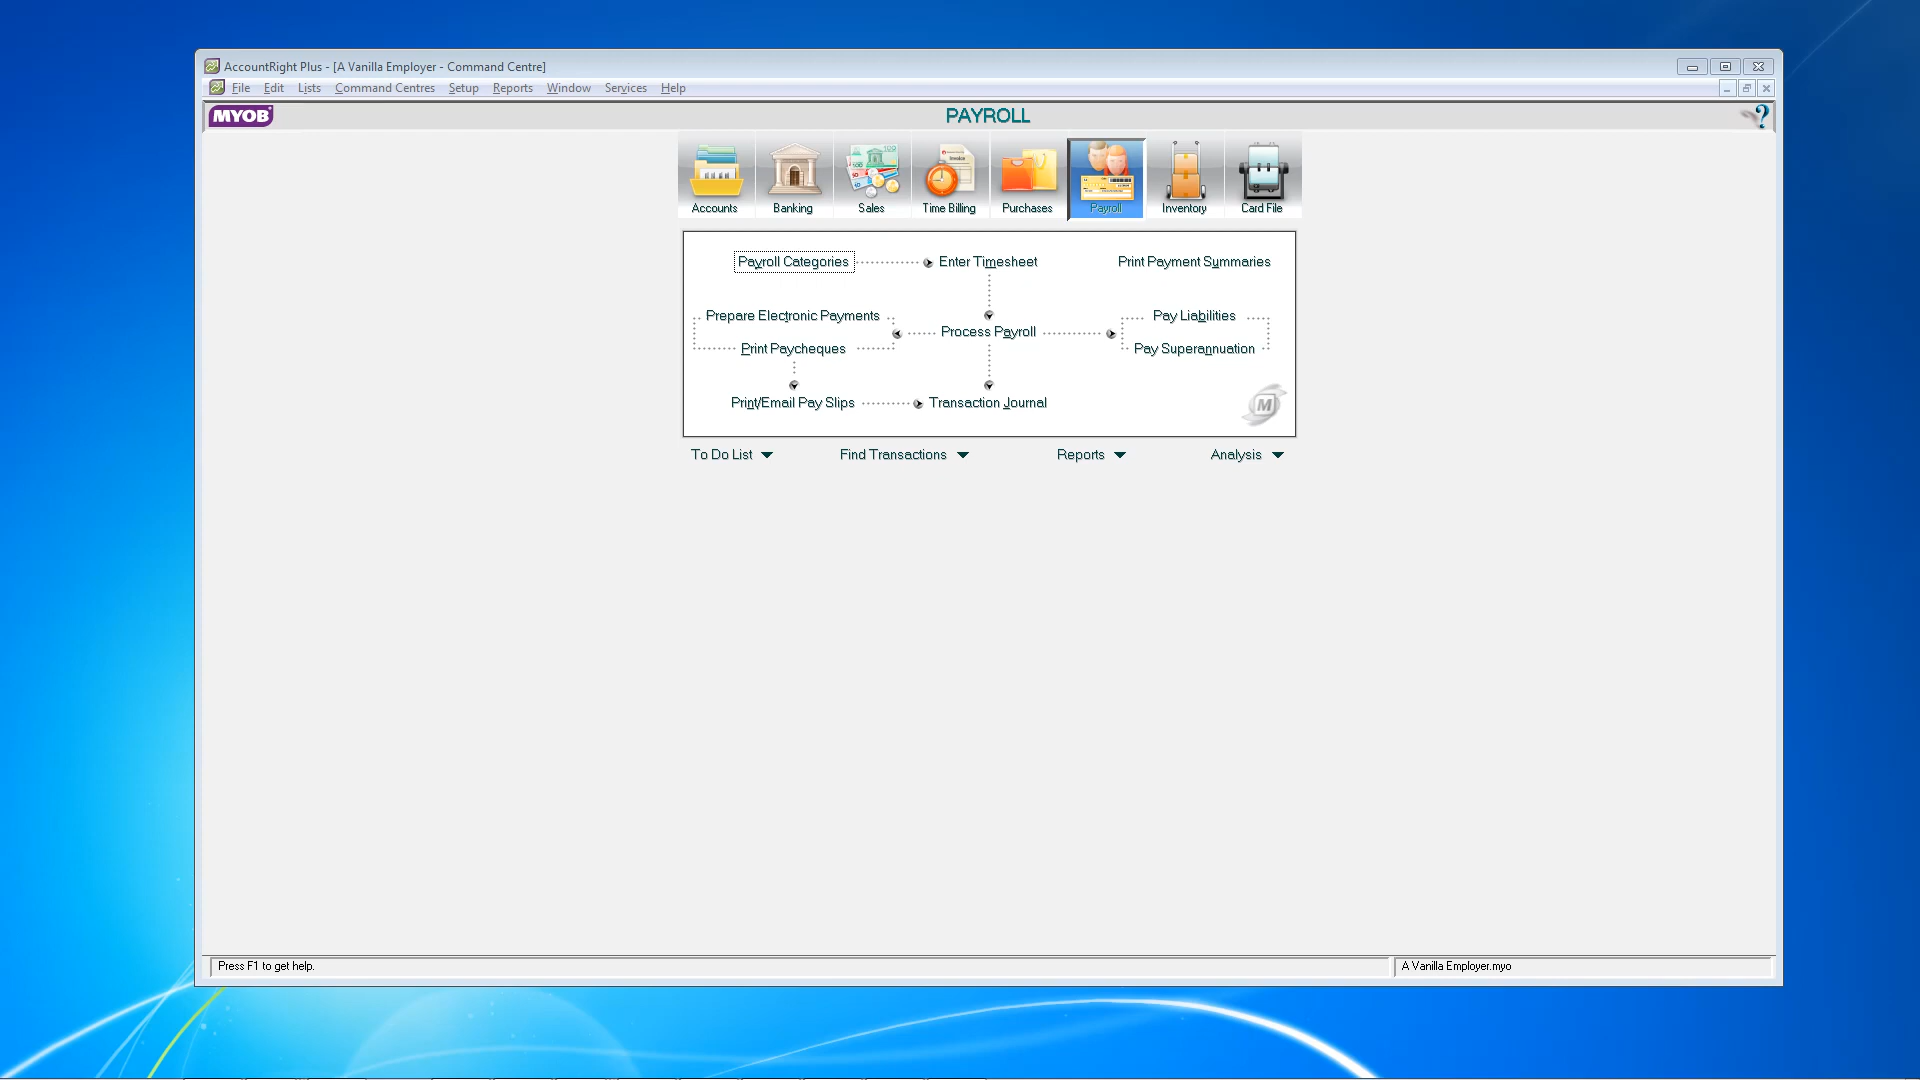 AccountRight Plus - [A Vanilla Employer - Command Centre]
File Edit Lists Command Centres Setup Reports Window Services Help
MYOB
PAYROLL
?
Accounts Banking Sales Time Billing Purchases Payroll Inventory Card File
Payroll Categories Enter Timesheet Print Payment Summaries
Prepare Electronic Payments Pay Liabilities
Process Payroll
Print Paycheques Pay Superannuation
Print/Email Pay Slips Transaction Journal
M
To Do List Find Transactions Reports Analysis
Press F1 to get help. A Vanilla Employer.myo